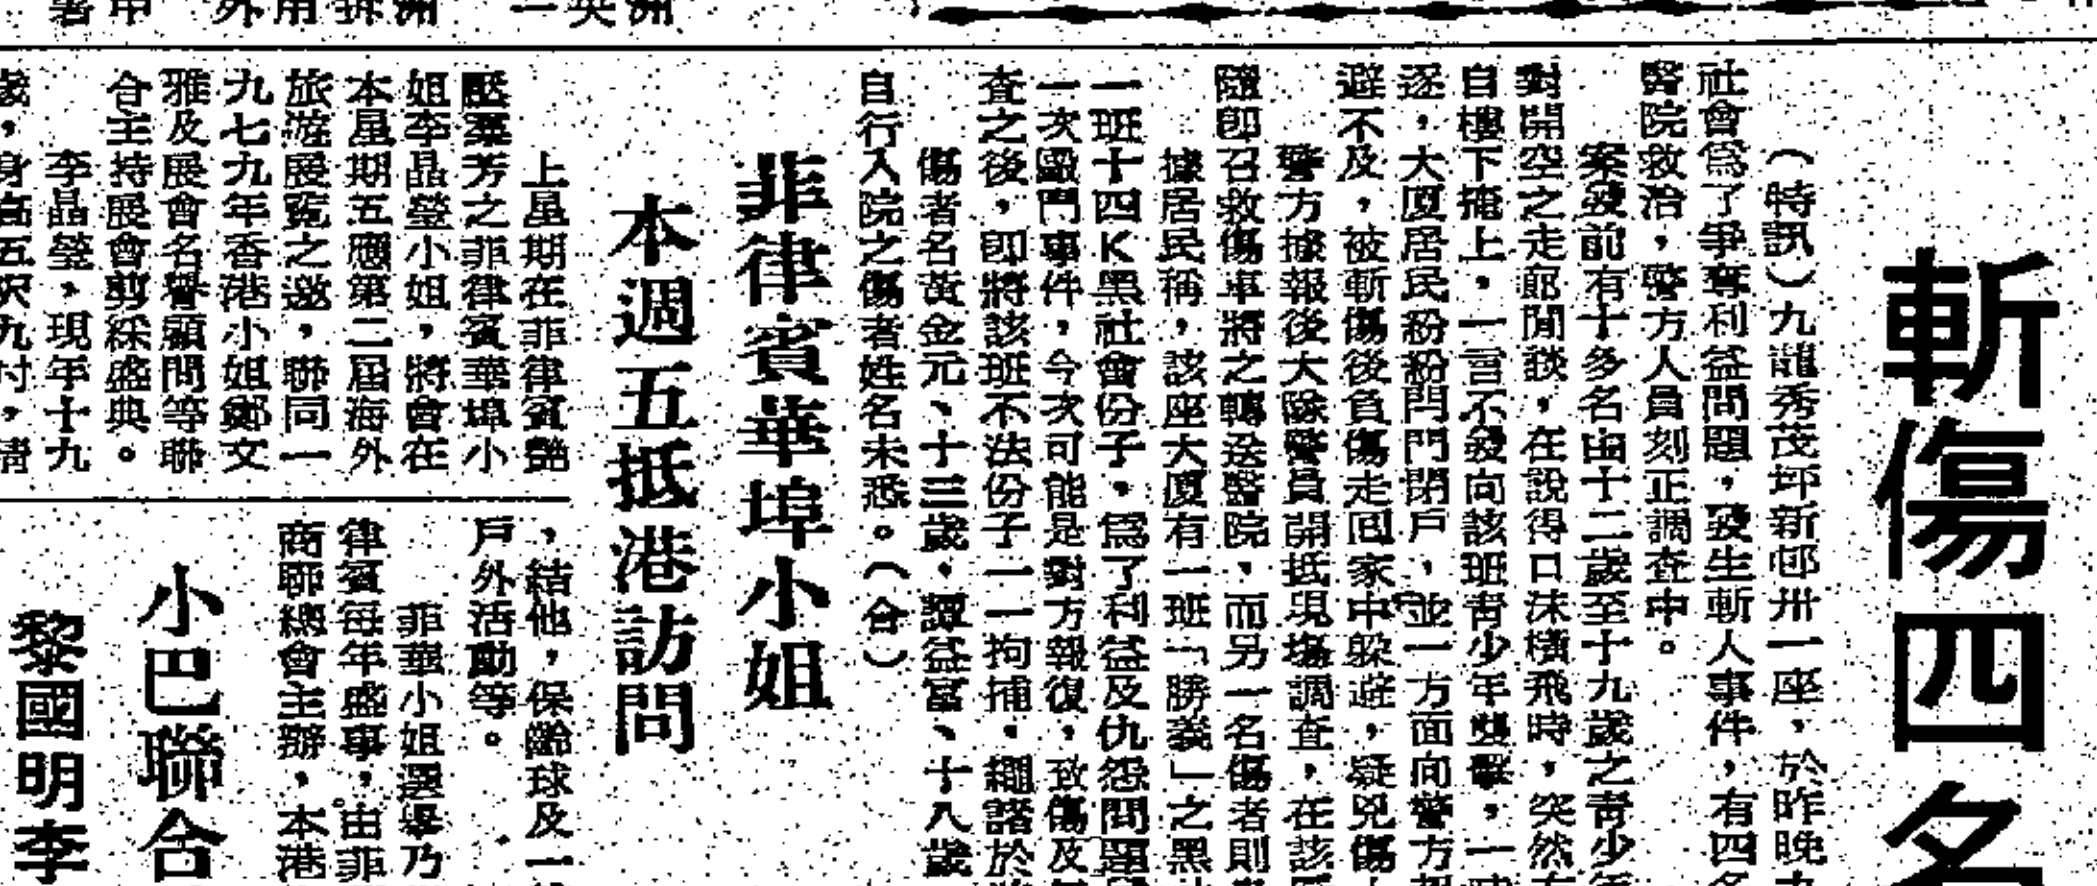 斬傷四名
（特訊）九龍秀茂坪新邨卅一座，於昨晚九
社會爲了爭奪利益問題，發生斬人事件，有四名
醫院救治，警方人員刻正調查中。
案發前有十多名由十二歲至十九歲之靑少年
對開空之走廊閒談，在說得口沫橫飛時，突然有
自樓下掩上，一言不發向該班靑少年襲擊，一
逐，大廈居民紛紛閂門閉戶，並一方面向警方報
避不及，被斬傷後負傷走回家中躲避，疑兇傷
警方據報後大隊警員開抵現塲調查，在該
隨卽召救傷車將之轉送醫院，而另一名傷者則
據居民稱，該座大廈有一班「勝義」之黑
一班十四K黑社會份子，爲了利益及仇怨問題
一次毆鬥事件，今次可能是對方報復，致傷及
查之後，卽將該班不法份子一一拘捕，繩諸於
傷者名黃金元、十三歲，譚益富、十八歲
自行入院之傷者姓名未悉。（合）
菲律賓華埠小姐
本週五抵港訪問
上星期在菲律賓艷
壓羣芳之菲律賓華埠小
姐李晶瑩小姐，將會在
本星期五應第二屆海外
旅游展覽之邀，聯同一
九七九年香港小姐鄭文
雅及展會名譽顧問等聯
合主持展會剪綵盛典。
李晶瑩，現年十九
歲，身高五呎九吋，
，結他，保齡球及一
戶外活動等。
菲華小姐選舉乃
律賓每年盛事，由菲
商聯總會主辦，本港
小巴聯合
黎國明李